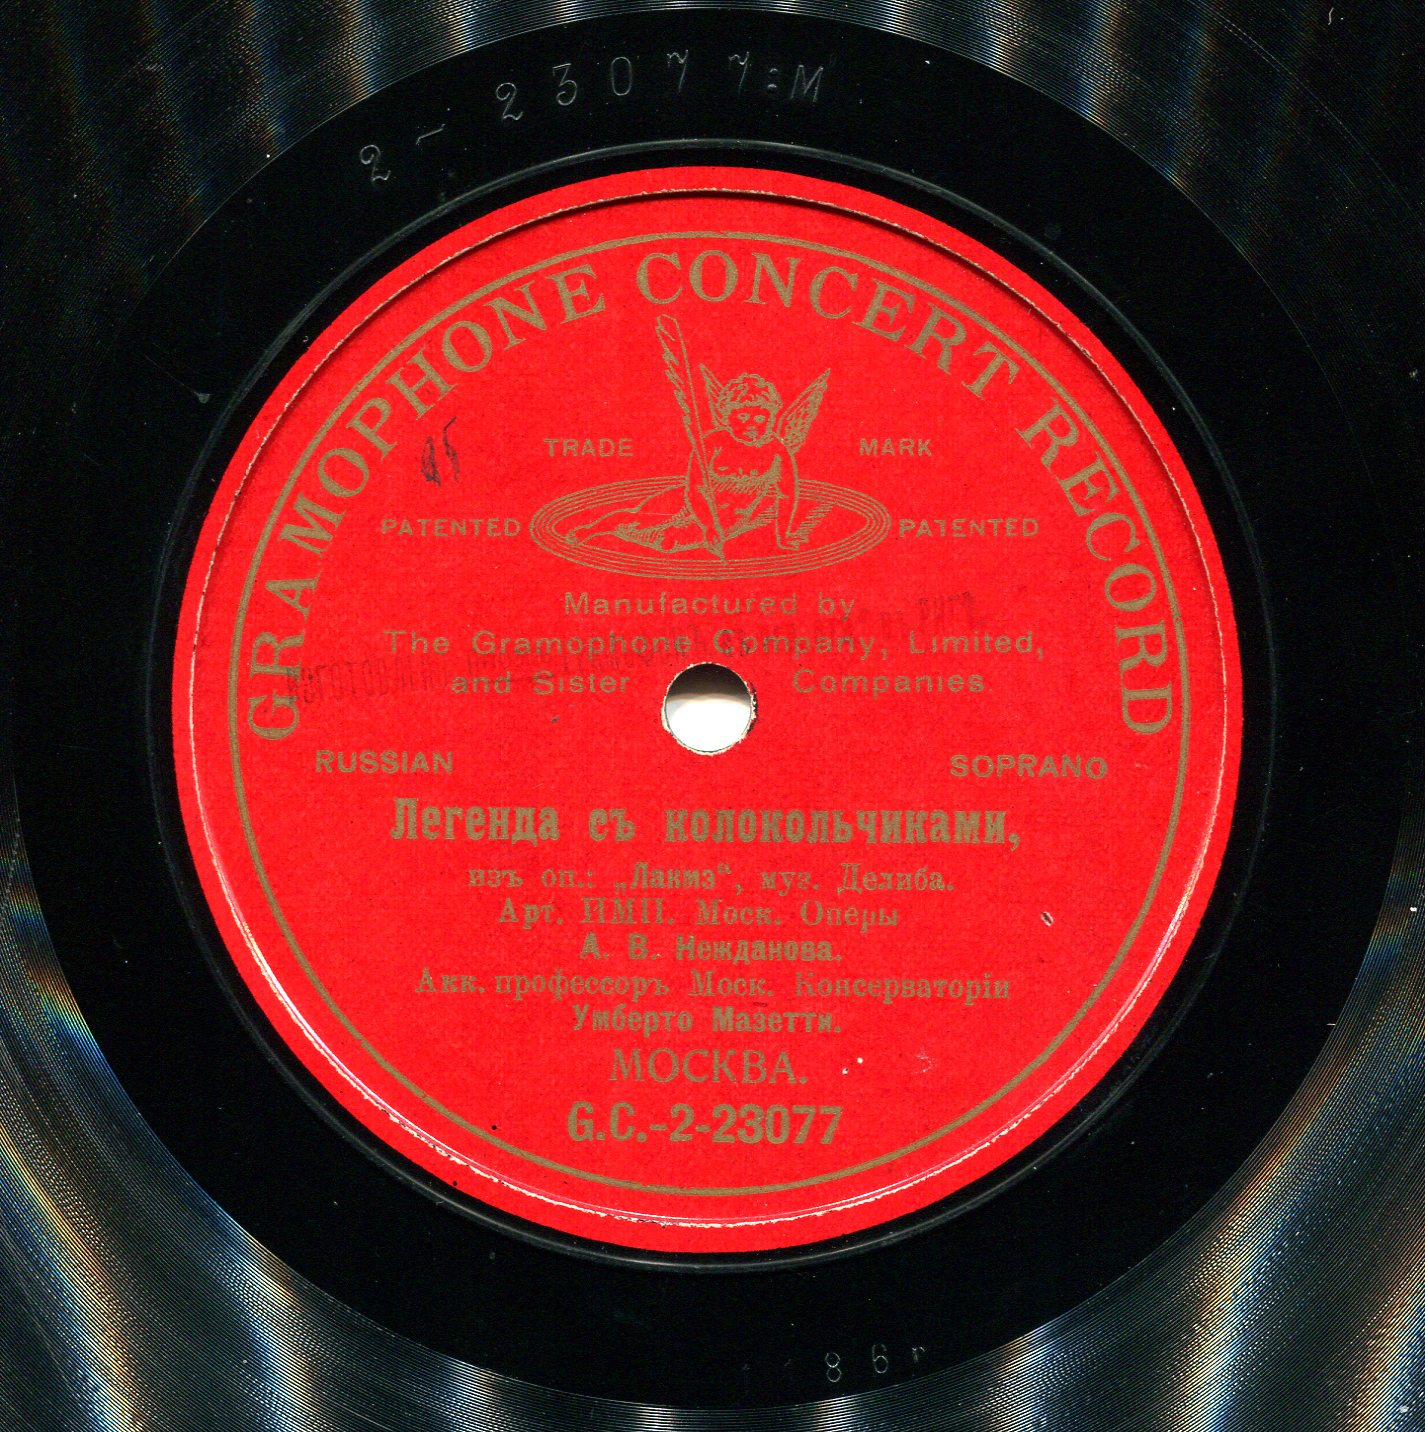 2 - 23077:M
GRAMOPHONE CONCERT RECORD
TRADE MARK
PATENTED PATENTED
Manufactured by
The Gramophone Company, Limited,
and Sister Companies.
RUSSIAN SOPRANO
Легенда съ колокольчиками,
изъ оп.: „Лакмэ“, муз. Делиба.
Арт. ИМП. Моск. Оперы
А. В. Нежданова.
Акк. профессоръ Моск. Консерваторіи
Умберто Мазетти.
МОСКВА.
G.C.-2-23077
86r